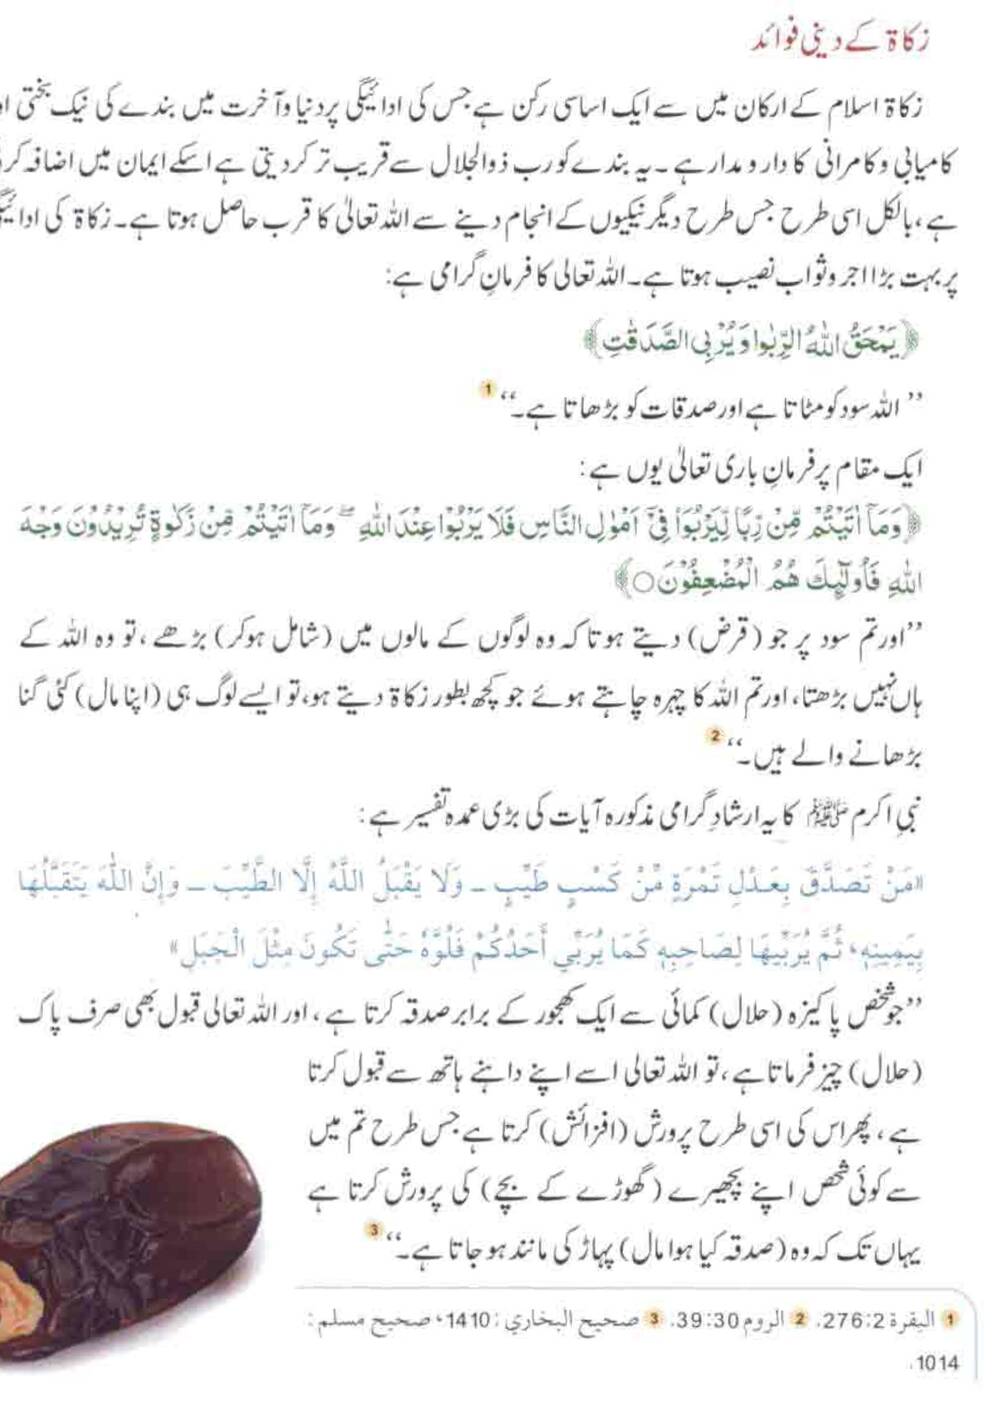 زکاۃ کے دینی فوائد
زکاۃ اسلام کے ارکان میں سے ایک اساسی رکن ہے جس کی ادائیگی پر دنیا و آخرت میں بندے کی نیک بختی
کامیابی و کامرانی کا دار و مدار ہے ۔ یہ بندے کو رب ذوالجلال سے قریب تر کر دیتی ہے اسکے ایمان میں اضافہ
ہے ، بالکل اسی طرح جس طرح دیگر نیکیوں کے انجام دینے سے اللہ تعالیٰ کا قرب حاصل ہوتا ہے۔ زکاۃ کی
پر بہت بڑا اجر و ثواب نصیب ہوتا ہے۔ اللہ تعالی کا فرمانِ گرامی ہے:
﴿ یَمْحَقُ اللّٰهُ الرِّبٰوا وَیُرْبِی الصَّدَقٰتِ ﴾
’’ اللہ سود کو مٹاتا ہے اور صدقات کو بڑھاتا ہے۔‘‘ 1
ایک مقام پر فرمانِ باری تعالیٰ یوں ہے :
﴿ وَمَاۤ اٰتَیْتُمْ مِّنْ رِّبًا لِّیَرْبُوَا۠ فِیْۤ اَمْوٰلِ النَّاسِ فَلَا یَرْبُوْا عِنْدَ اللّٰهِ ۚ وَمَاۤ اٰتَیْتُمْ مِّنْ زَكٰوةٍ تُرِیْدُوْنَ وَجْهَ
اللّٰهِ فَاُولٰٓىِٕكَ هُمُ الْمُضْعِفُوْنَ ○ ﴾
’’اور تم سود پر جو (قرض) دیتے ہو تا کہ وہ لوگوں کے مالوں میں (شامل ہوکر) بڑھے ، تو وہ اللہ کے
ہاں نہیں بڑھتا، اور تم اللہ کا چہرہ چاہتے ہوئے جو کچھ بطور زکاۃ دیتے ہو، تو ایسے لوگ ہی (اپنا مال) کئی گنا
بڑھانے والے ہیں ۔‘‘ 2
نبی اکرم ﷺ کا یہ ارشادِ گرامی مذکورہ آیات کی بڑی عمدہ تفسیر ہے :
«مَنْ تَصَدَّقَ بِعَدْلِ تَمْرَةٍ مِّنْ كَسْبٍ طَيِّبٍ ــ وَلَا يَقْبَلُ اللَّهُ إِلَّا الطَّيِّبَ ــ وَإِنَّ اللَّهَ يَتَقَبَّلُهَا
بِيَمِينِهِ، ثُمَّ يُرَبِّيهَا لِصَاحِبِهِ كَمَا يُرَبِّي أَحَدُكُمْ فَلُوَّهُ حَتَّى تَكُونَ مِثْلَ الْجَبَلِ»
’’جو شخص پاکیزہ (حلال) کمائی سے ایک کھجور کے برابر صدقہ کرتا ہے ، اور اللہ تعالی قبول بھی صرف پاک
(حلال) چیز فرماتا ہے ، تو اللہ تعالی اسے اپنے داہنے ہاتھ سے قبول کرتا
ہے ، پھر اس کی اسی طرح پرورش (افزائش) کرتا ہے جس طرح تم میں
سے کوئی شخص اپنے بچھیرے (گھوڑے کے بچے) کی پرورش کرتا ہے
یہاں تک کہ وہ (صدقہ کیا ہوا مال) پہاڑ کی مانند ہو جاتا ہے۔‘‘ 3
1 البقرة 276:2. 2 الروم 39:30. 3 صحيح البخاري : 1410، صحيح مسلم :
1014.